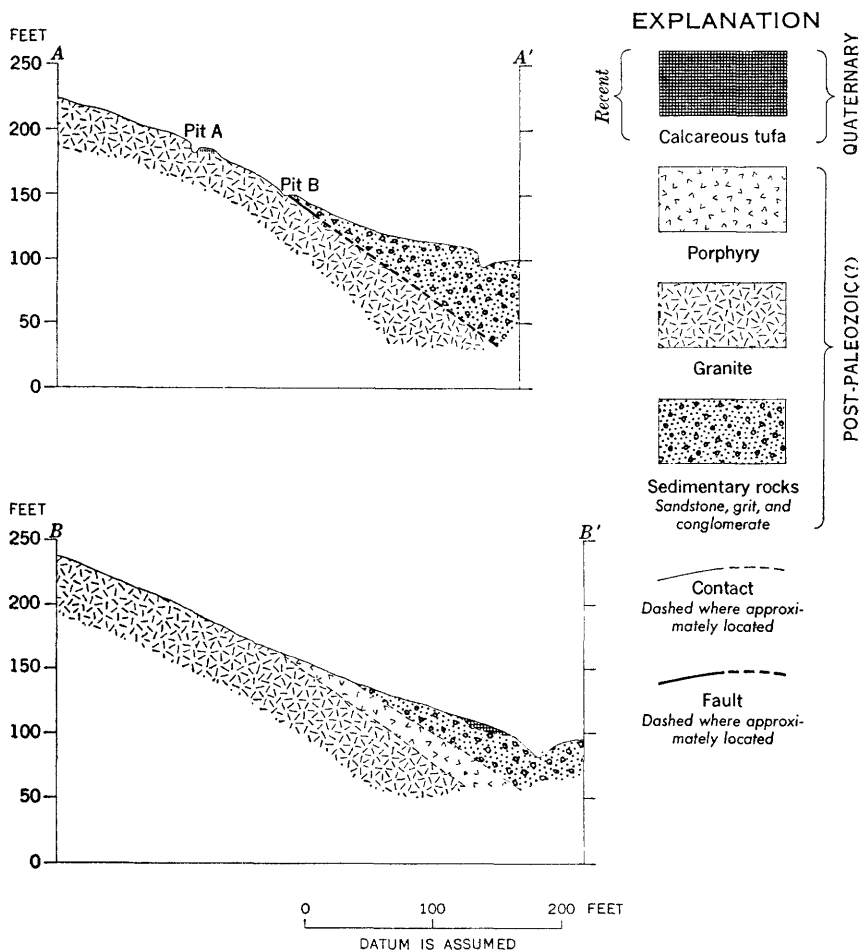 FEET
A
A′
250
200
150
100
50
0
Pit A
Pit B
FEET
B
B′
250
200
150
100
50
0
0 100 200 FEET
DATUM IS ASSUMED
EXPLANATION
Recent
Calcareous tufa
QUATERNARY
Porphyry
Granite
Sedimentary rocks
Sandstone, grit, and
conglomerate
POST-PALEOZOIC(?)
Contact
Dashed where approxi-
mately located
Fault
Dashed where approxi-
mately located